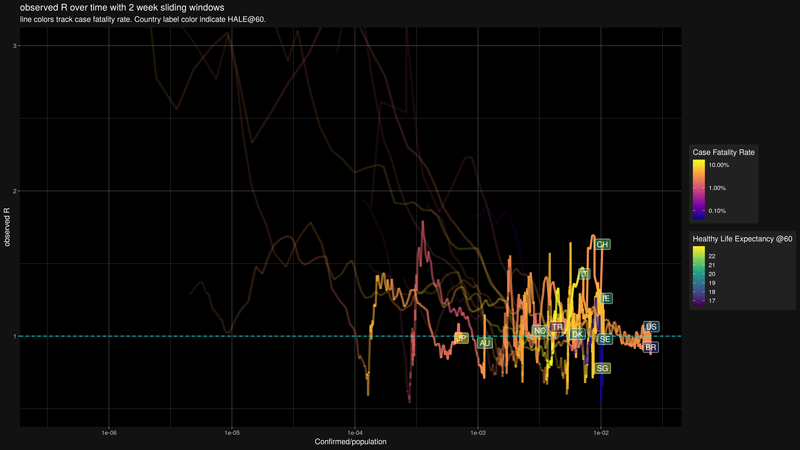 observed R over time with 2 week sliding windows
line colors track case fatality rate. Country label color indicate HALE@60.
3
2
1
observed R
CH
IT
IE
NO
TR
DK
SE
US
BR
JP
AU
SG
1e-06
1e-05
1e-04
1e-03
1e-02
Confirmed/population
Case Fatality Rate
10.00%
1.00%
0.10%
Healthy Life Expectancy @60
22
21
20
19
18
17